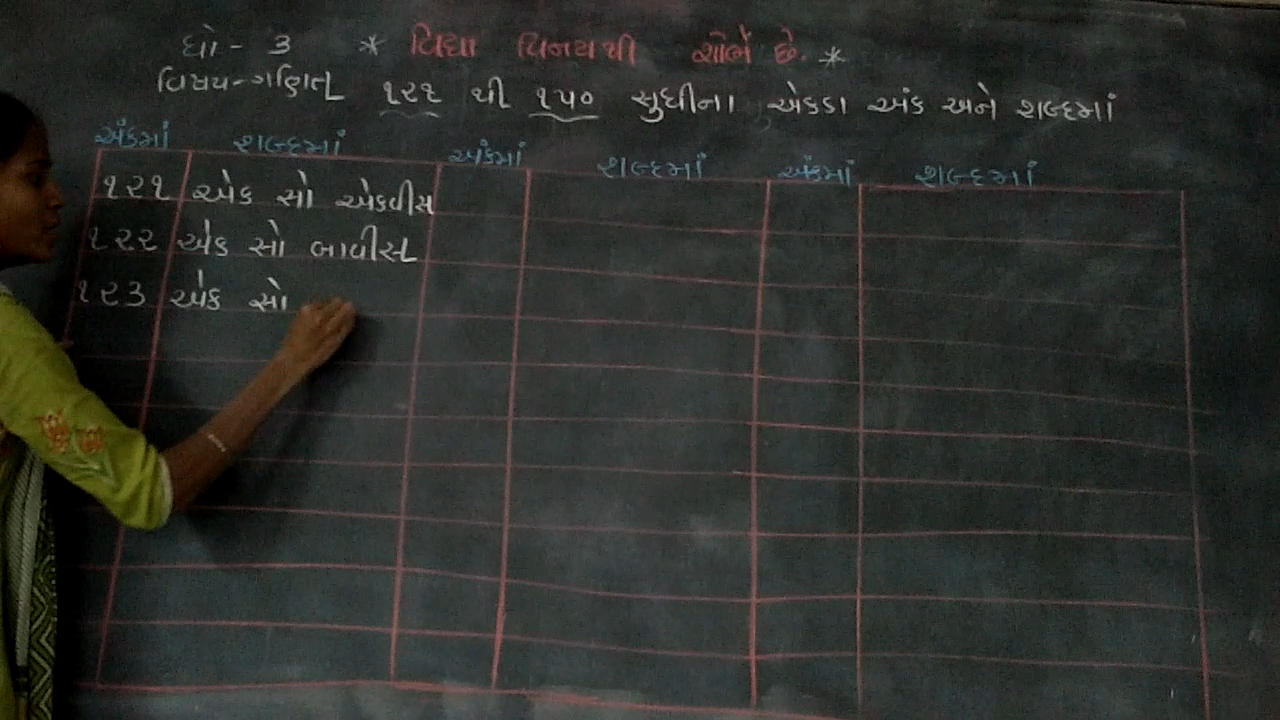 ધો - ૩ * વિદ્યા વિનયથી શોભે છે. *
વિષય-ગણિત ૧૨૧ થી ૧૫૦ સુધીના એકડા અંક અને શબ્દમાં
અંકમાં શબ્દમાં અંકમાં શબ્દમાં અંકમાં શબ્દમાં
૧૨૧ એક સો એકવીસ
૧૨૨ એક સો બાવીસ
૧૨૩ એક સો